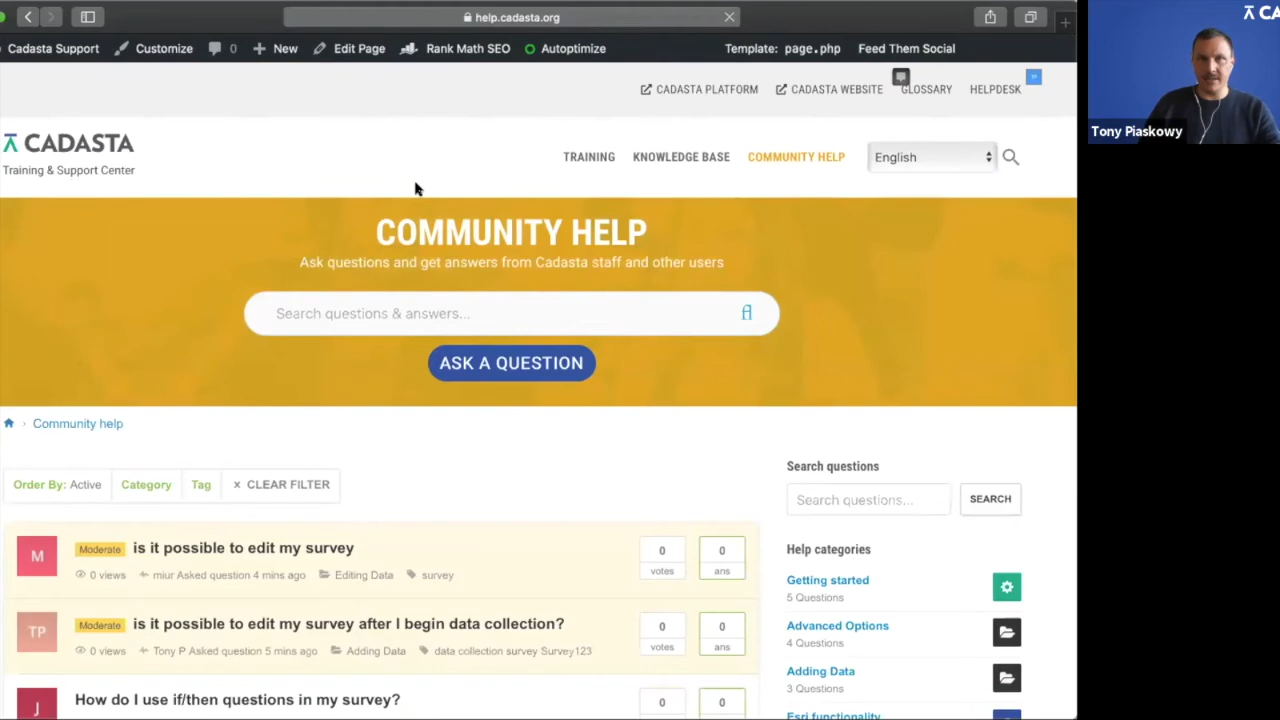 help.cadasta.org
Cadasta Support Customize 0 New Edit Page Rank Math SEO Autoptimize Template: page.php Feed Them Social
CADASTA PLATFORM CADASTA WEBSITE GLOSSARY HELPDESK
CADASTA
Training & Support Center
TRAINING KNOWLEDGE BASE COMMUNITY HELP English
COMMUNITY HELP
Ask questions and get answers from Cadasta staff and other users
Search questions & answers...
ASK A QUESTION
Community help
Order By: Active Category Tag × CLEAR FILTER
M
Moderate is it possible to edit my survey
0 views miur Asked question 4 mins ago Editing Data survey
0 votes
0 ans
TP
Moderate is it possible to edit my survey after I begin data collection?
0 views Tony P Asked question 5 mins ago Adding Data data collection survey Survey123
0 votes
0 ans
J
How do I use if/then questions in my survey?
0
0
Search questions
Search questions... SEARCH
Help categories
Getting started
5 Questions
Advanced Options
4 Questions
Adding Data
3 Questions
Esri functionality
CA
Tony Piaskowy